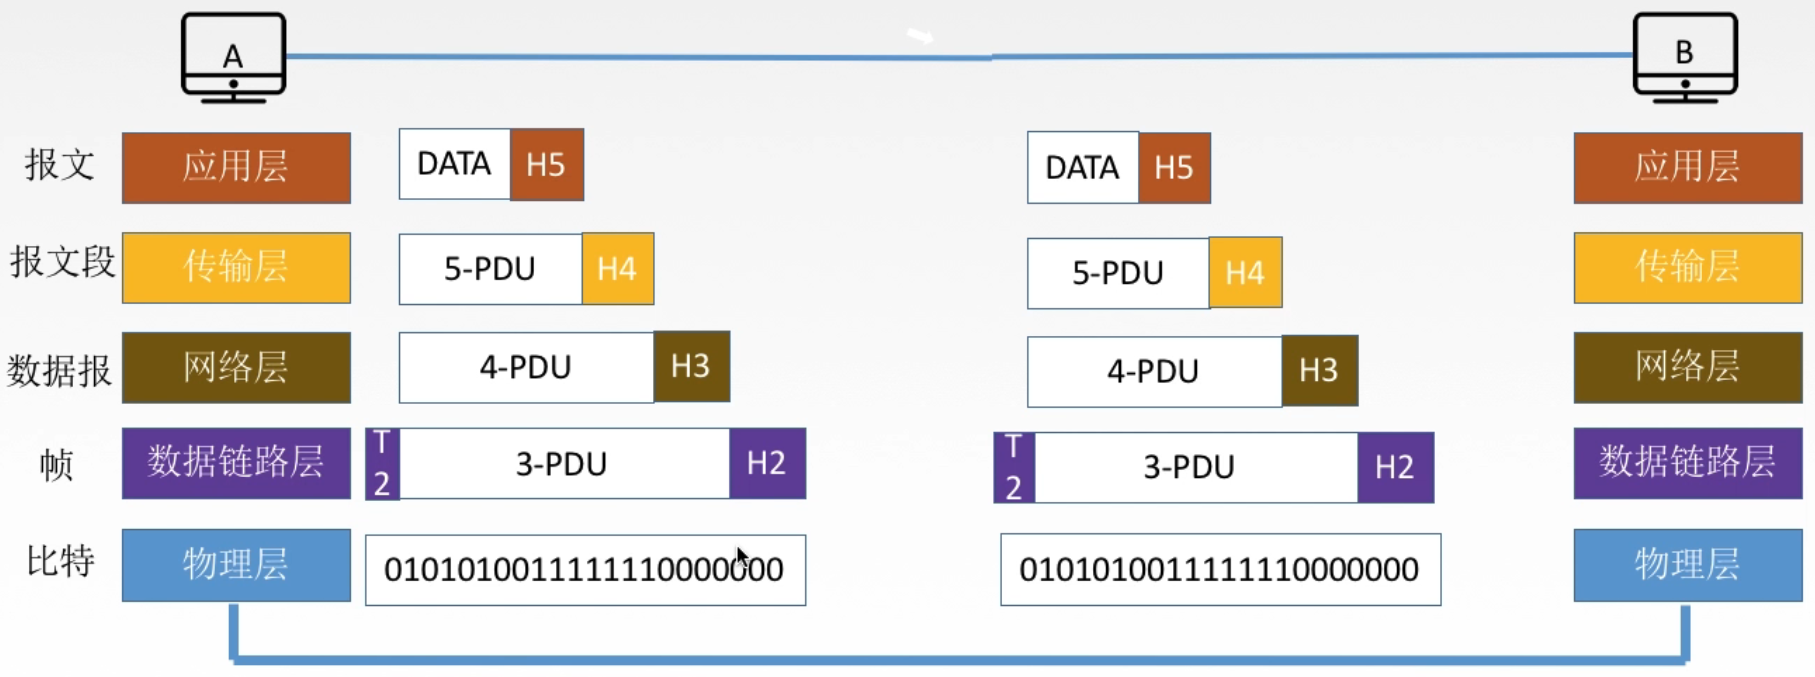 A
B
报文
应用层
DATA
H5
DATA
H5
应用层
报文段
传输层
5-PDU
H4
5-PDU
H4
传输层
数据报
网络层
4-PDU
H3
4-PDU
H3
网络层
帧
数据链路层
T
2
3-PDU
H2
T
2
3-PDU
H2
数据链路层
比特
物理层
0101010011111110000000
0101010011111110000000
物理层